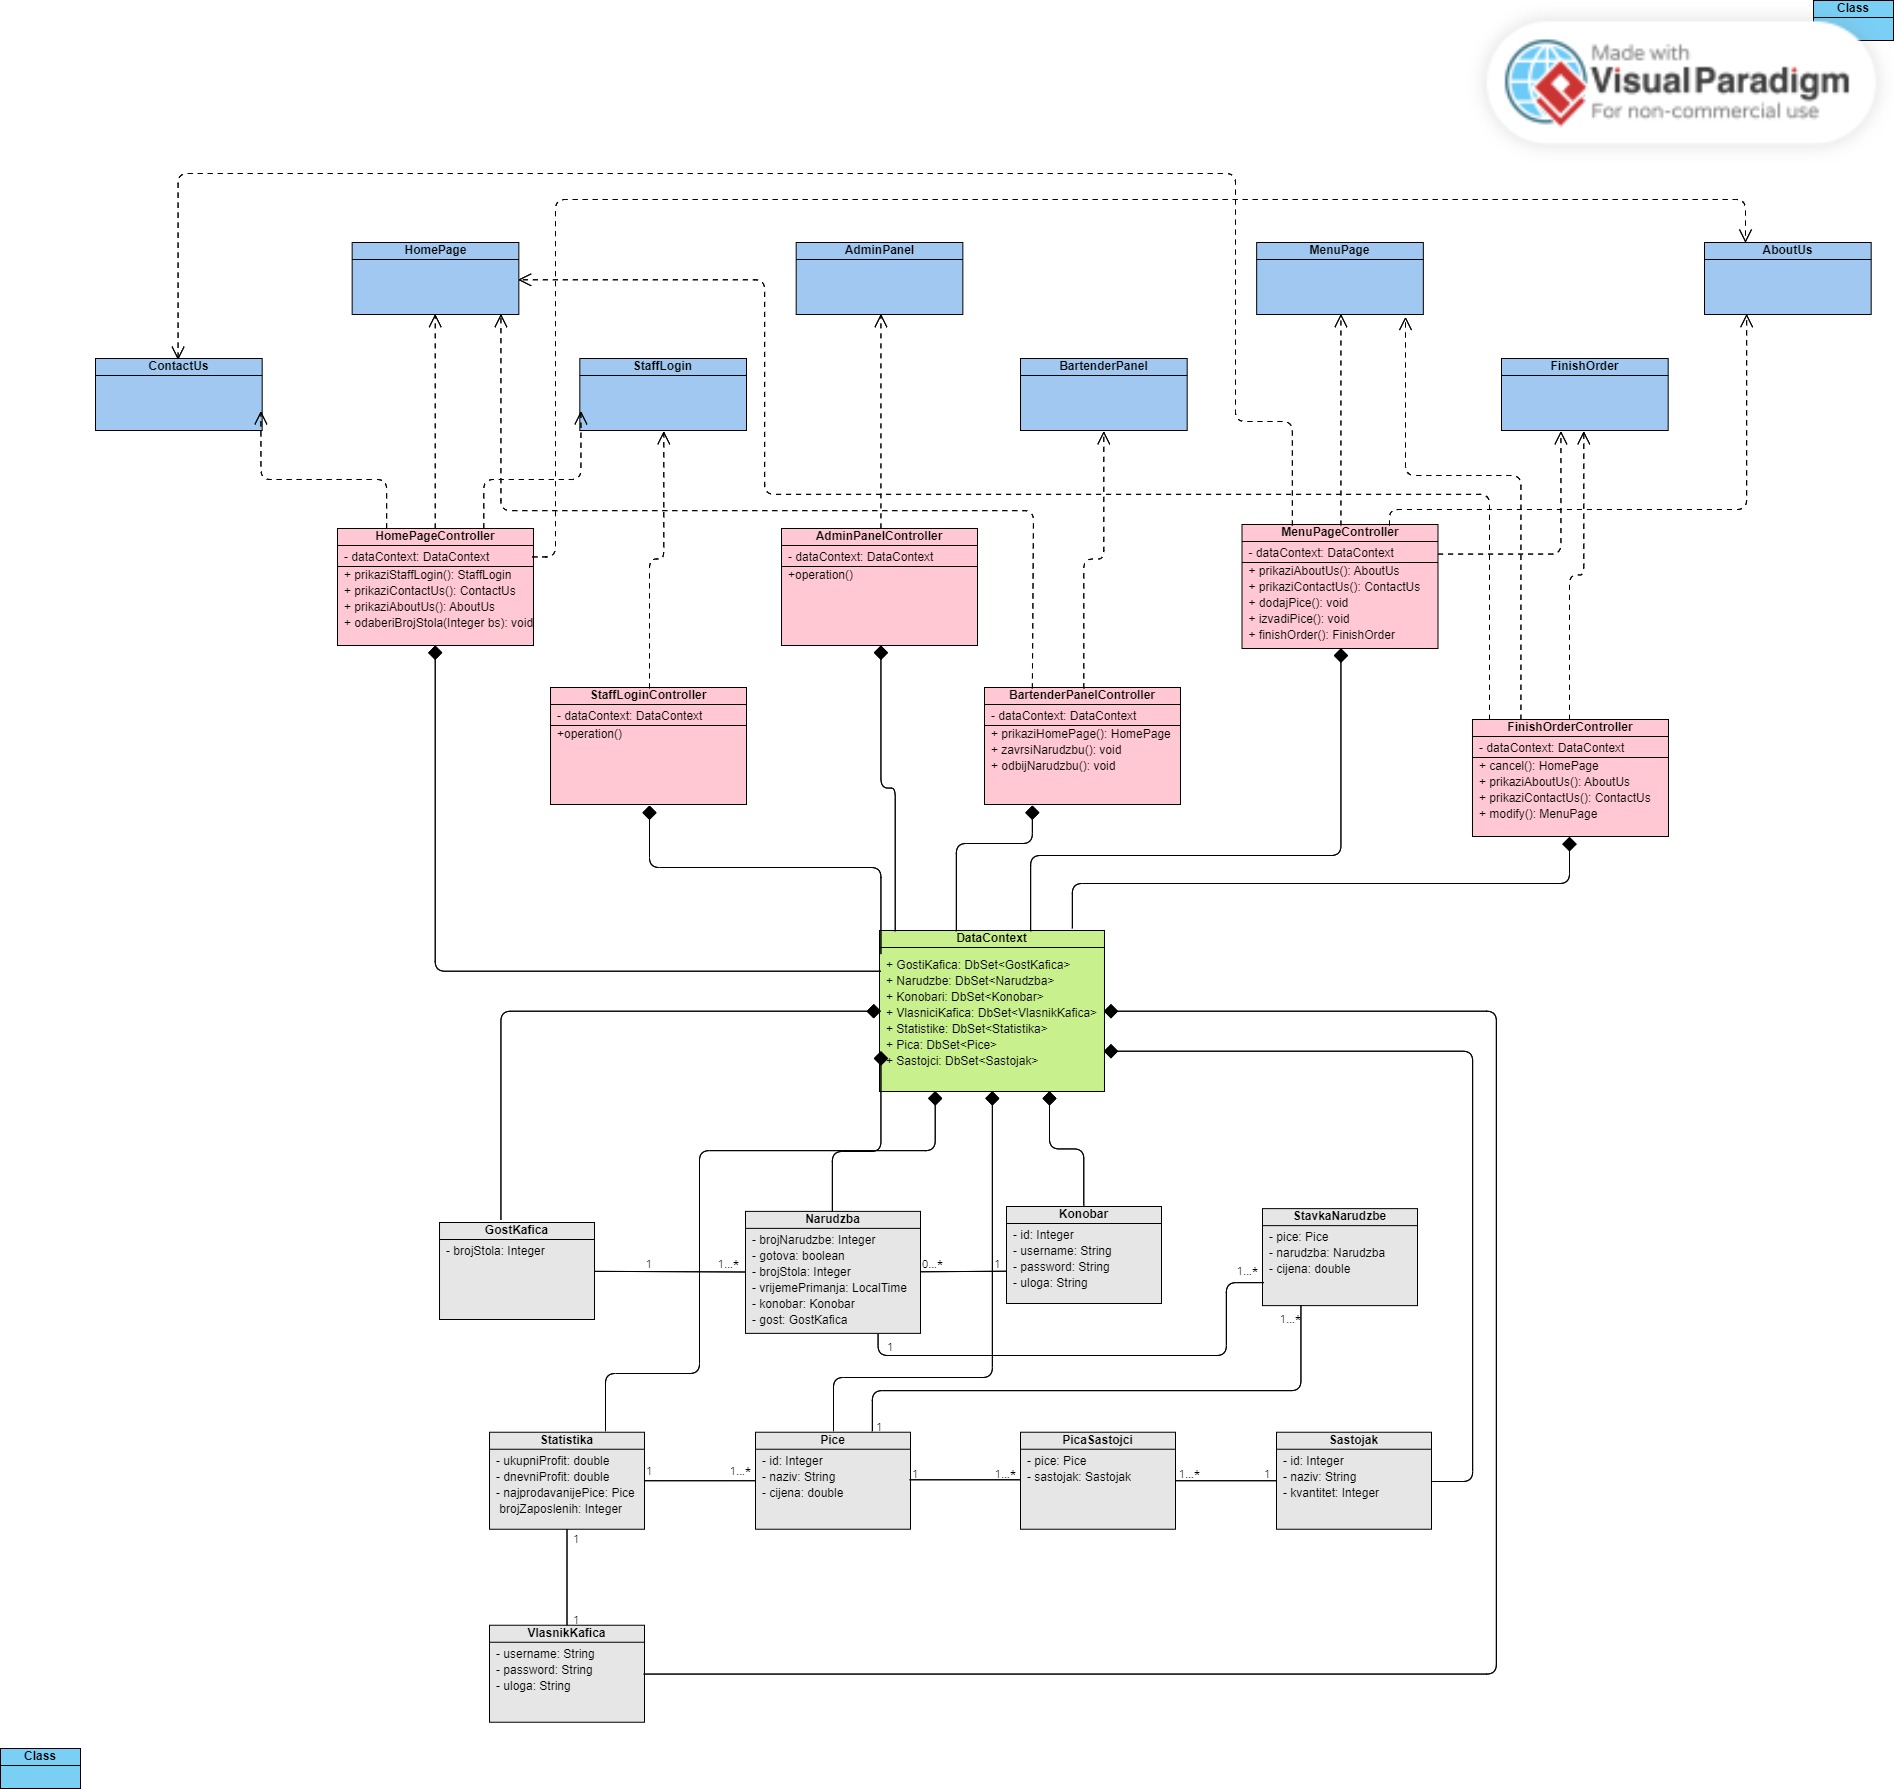 Class
Made with
Visual Paradigm
For non-commercial use
HomePage
AdminPanel
MenuPage
AboutUs
ContactUs
StaffLogin
BartenderPanel
FinishOrder
HomePageController
- dataContext: DataContext
+ prikaziStaffLogin(): StaffLogin
+ prikaziContactUs(): ContactUs
+ prikaziAboutUs(): AboutUs
+ odaberiBrojStola(Integer bs): void
AdminPanelController
- dataContext: DataContext
+operation()
MenuPageController
- dataContext: DataContext
+ prikaziAboutUs(): AboutUs
+ prikaziContactUs(): ContactUs
+ dodajPice(): void
+ izvadiPice(): void
+ finishOrder(): FinishOrder
StaffLoginController
- dataContext: DataContext
+operation()
BartenderPanelController
- dataContext: DataContext
+ prikaziHomePage(): HomePage
+ zavrsiNarudzbu(): void
+ odbijNarudzbu(): void
FinishOrderController
- dataContext: DataContext
+ cancel(): HomePage
+ prikaziAboutUs(): AboutUs
+ prikaziContactUs(): ContactUs
+ modify(): MenuPage
DataContext
+ GostiKafica: DbSet<GostKafica>
+ Narudzbe: DbSet<Narudzba>
+ Konobari: DbSet<Konobar>
+ VlasniciKafica: DbSet<VlasnikKafica>
+ Statistike: DbSet<Statistika>
+ Pica: DbSet<Pice>
+ Sastojci: DbSet<Sastojak>
GostKafica
- brojStola: Integer
1
1...*
Narudzba
- brojNarudzbe: Integer
- gotova: boolean
- brojStola: Integer
- vrijemePrimanja: LocalTime
- konobar: Konobar
- gost: GostKafica
0...*
1
Konobar
- id: Integer
- username: String
- password: String
- uloga: String
StavkaNarudzbe
- pice: Pice
- narudzba: Narudzba
- cijena: double
1...*
1...*
1
1
Statistika
- ukupniProfit: double
- dnevniProfit: double
- najprodavanijePice: Pice
brojZaposlenih: Integer
1
1...*
Pice
- id: Integer
- naziv: String
- cijena: double
1
1...*
PicaSastojci
- pice: Pice
- sastojak: Sastojak
1...*
1
Sastojak
- id: Integer
- naziv: String
- kvantitet: Integer
1
1
VlasnikKafica
- username: String
- password: String
- uloga: String
Class